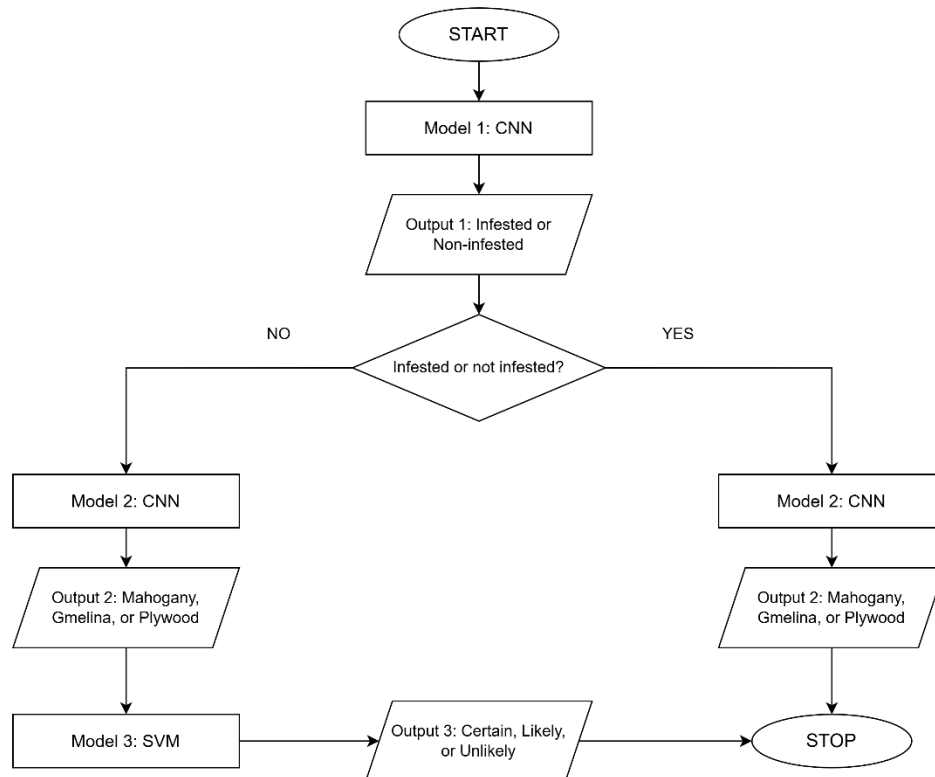 START
Model 1: CNN
Output 1: Infested or
Non-infested
NO
YES
Infested or not infested?
Model 2: CNN
Model 2: CNN
Output 2: Mahogany,
Gmelina, or Plywood
Output 2: Mahogany,
Gmelina, or Plywood
Model 3: SVM
Output 3: Certain, Likely,
or Unlikely
STOP